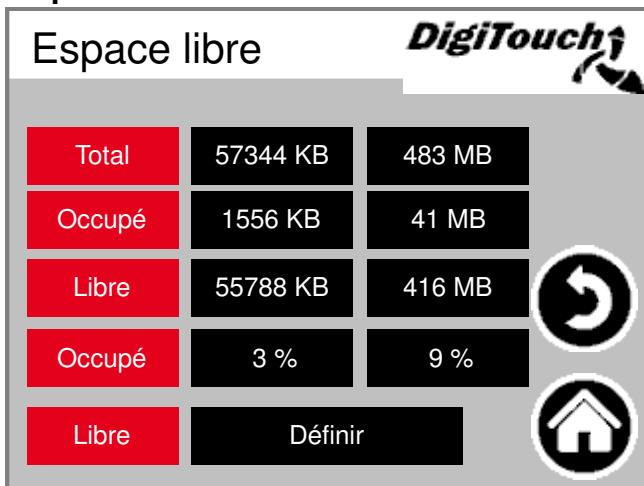 Espace libre
DigiTouch
Total 57344 KB 483 MB
Occupé 1556 KB 41 MB
Libre 55788 KB 416 MB
Occupé 3 % 9 %
Libre Définir